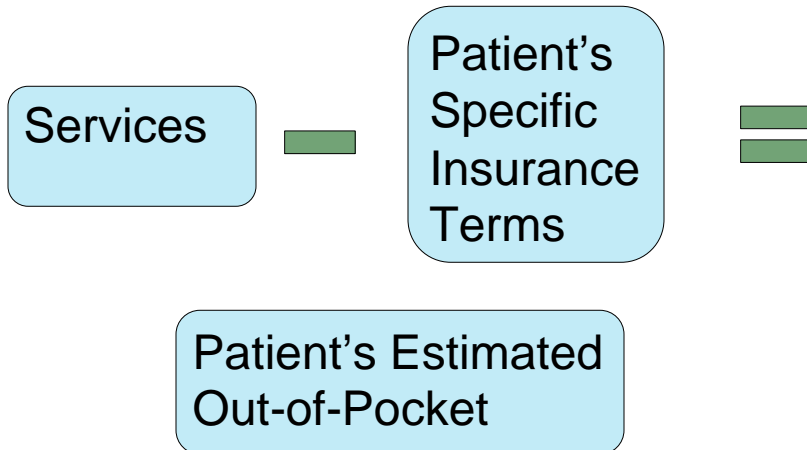 Services
Patient’s
Specific
Insurance
Terms
Patient’s Estimated
Out-of-Pocket